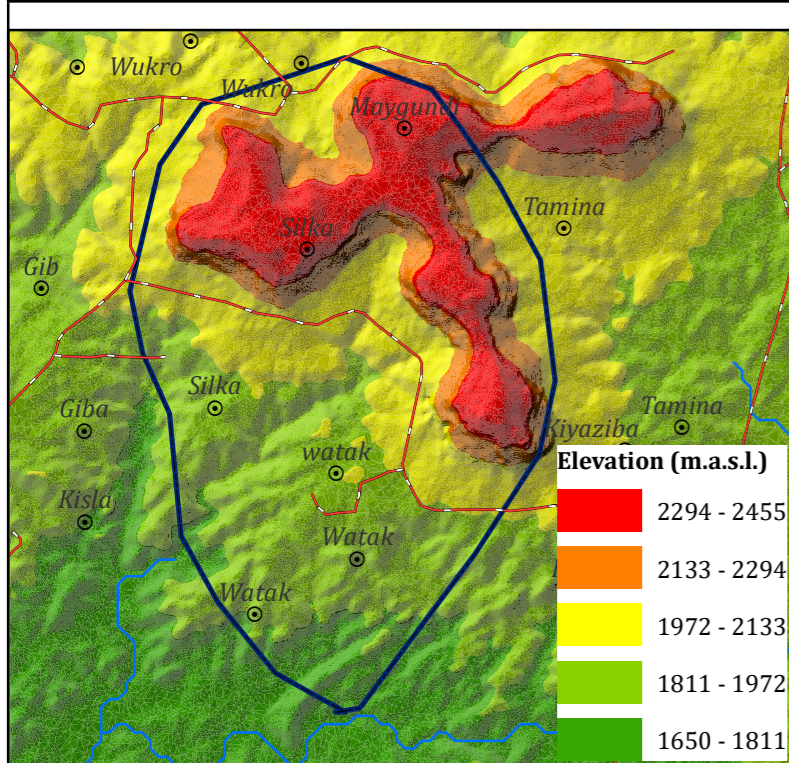 Wukro
Wukro
Maygundi
Tamina
Silka
Gib
Silka
Giba
Tamina
Kiyaziba
watak
Kisla
Watak
Watak
Elevation (m.a.s.l.)
2294 - 2455
2133 - 2294
1972 - 2133
1811 - 1972
1650 - 1811